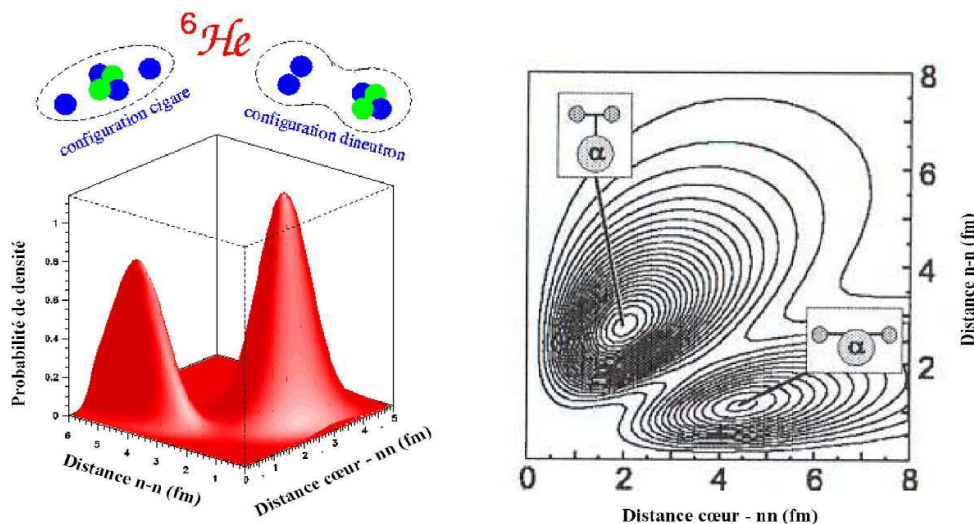 ⁶He
configuration cigare
configuration dineutron
Probabilité de densité
1
0.8
0.6
0.4
0.2
0
6
5
4
3
2
1
0
0
1
2
3
4
5
Distance n-n (fm)
Distance cœur - nn (fm)
α
α
8
6
4
2
0
2
4
6
8
Distance n-n (fm)
Distance cœur - nn (fm)